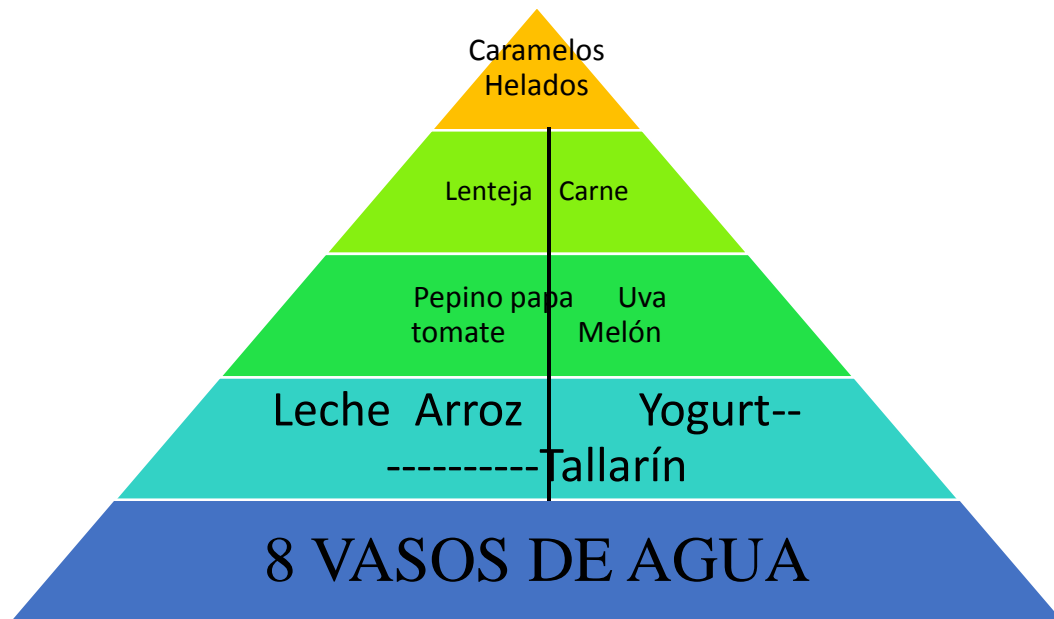 Caramelos
Helados
Lenteja Carne
Pepino papa Uva
tomate Melón
Leche Arroz Yogurt--
----------Tallarín
8 VASOS DE AGUA